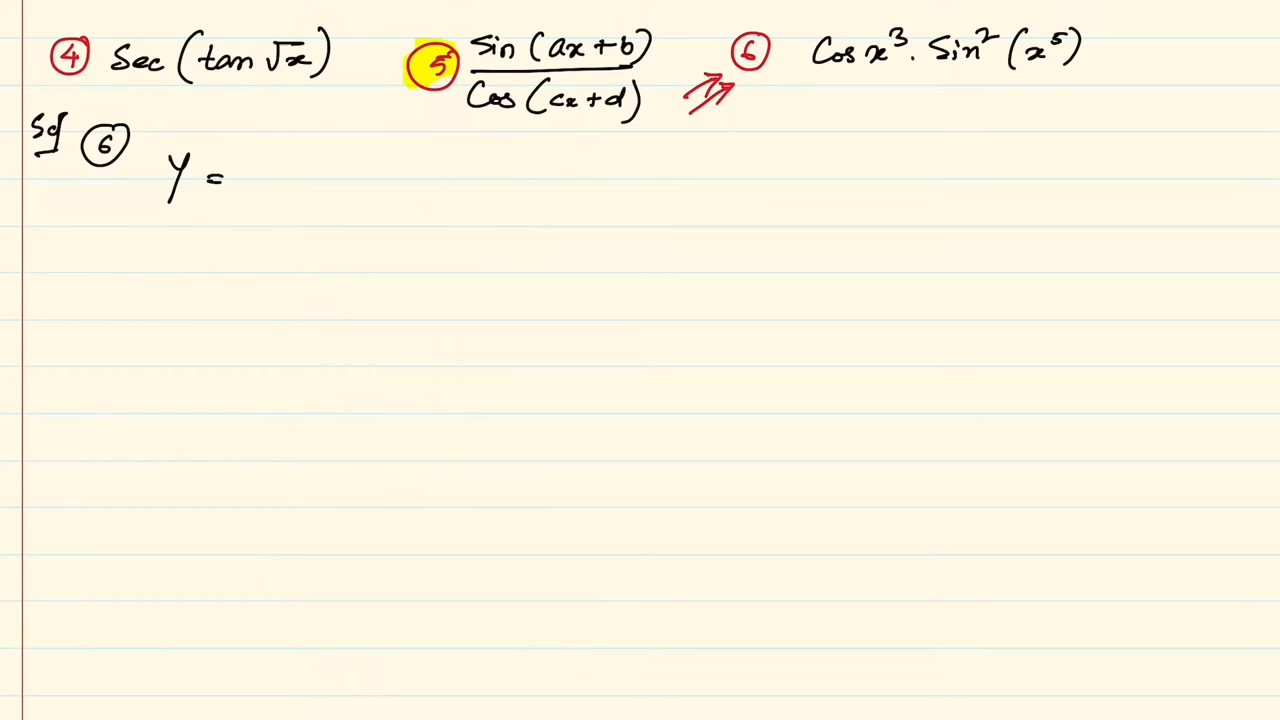 ④ Sec (tan √x) ⑤ Sin (ax + b) / Cos (cx + d) ⑥ Cos x³ . Sin² (x⁵)
Sol ⑥
Y =